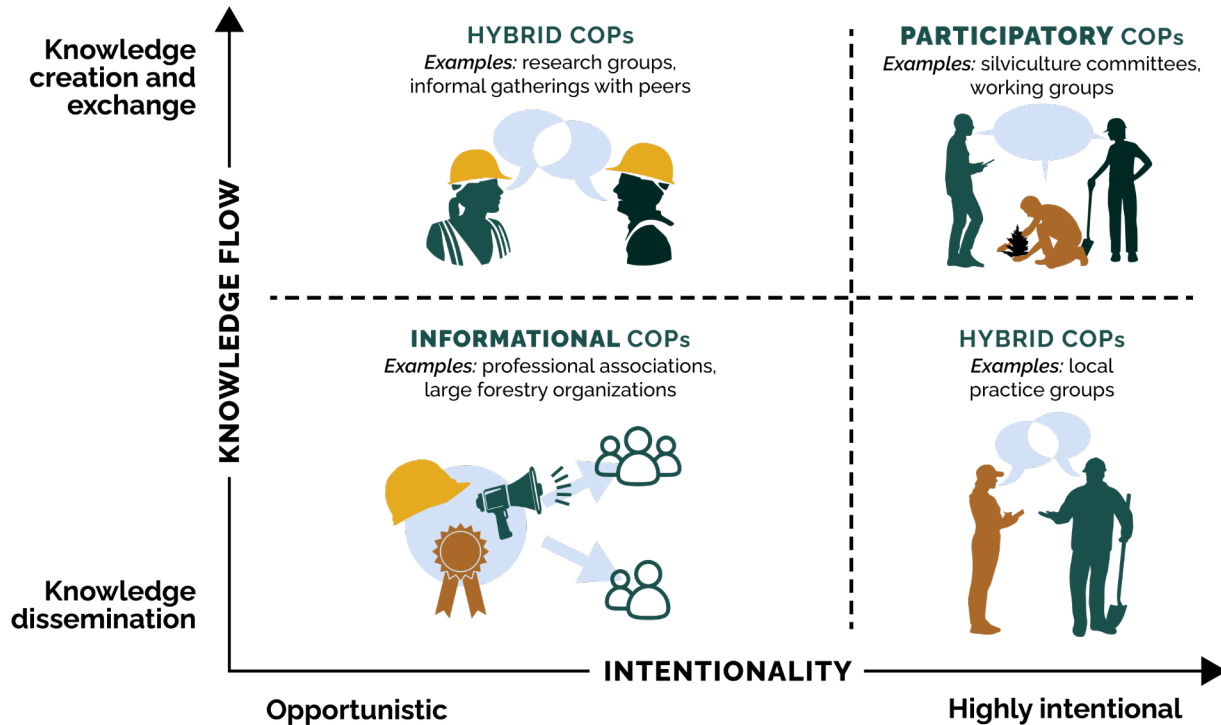 Knowledge
creation and
exchange
HYBRID COPs
Examples: research groups,
informal gatherings with peers
PARTICIPATORY COPs
Examples: silviculture committees,
working groups
KNOWLEDGE FLOW
INFORMATIONAL COPs
Examples: professional associations,
large forestry organizations
HYBRID COPs
Examples: local
practice groups
Knowledge
dissemination
INTENTIONALITY
Opportunistic
Highly intentional